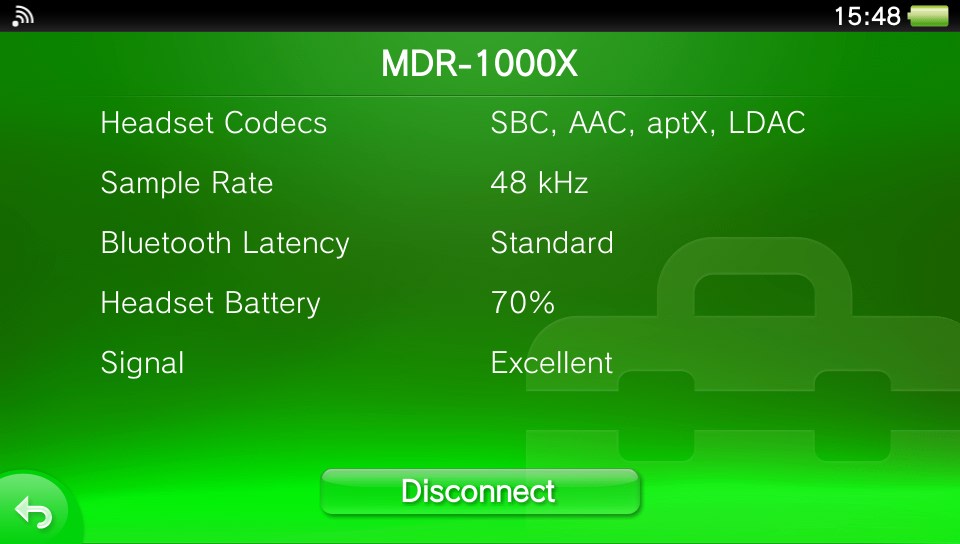 15:48
MDR-1000X
Headset Codecs SBC, AAC, aptX, LDAC
Sample Rate 48 kHz
Bluetooth Latency Standard
Headset Battery 70%
Signal Excellent
Disconnect